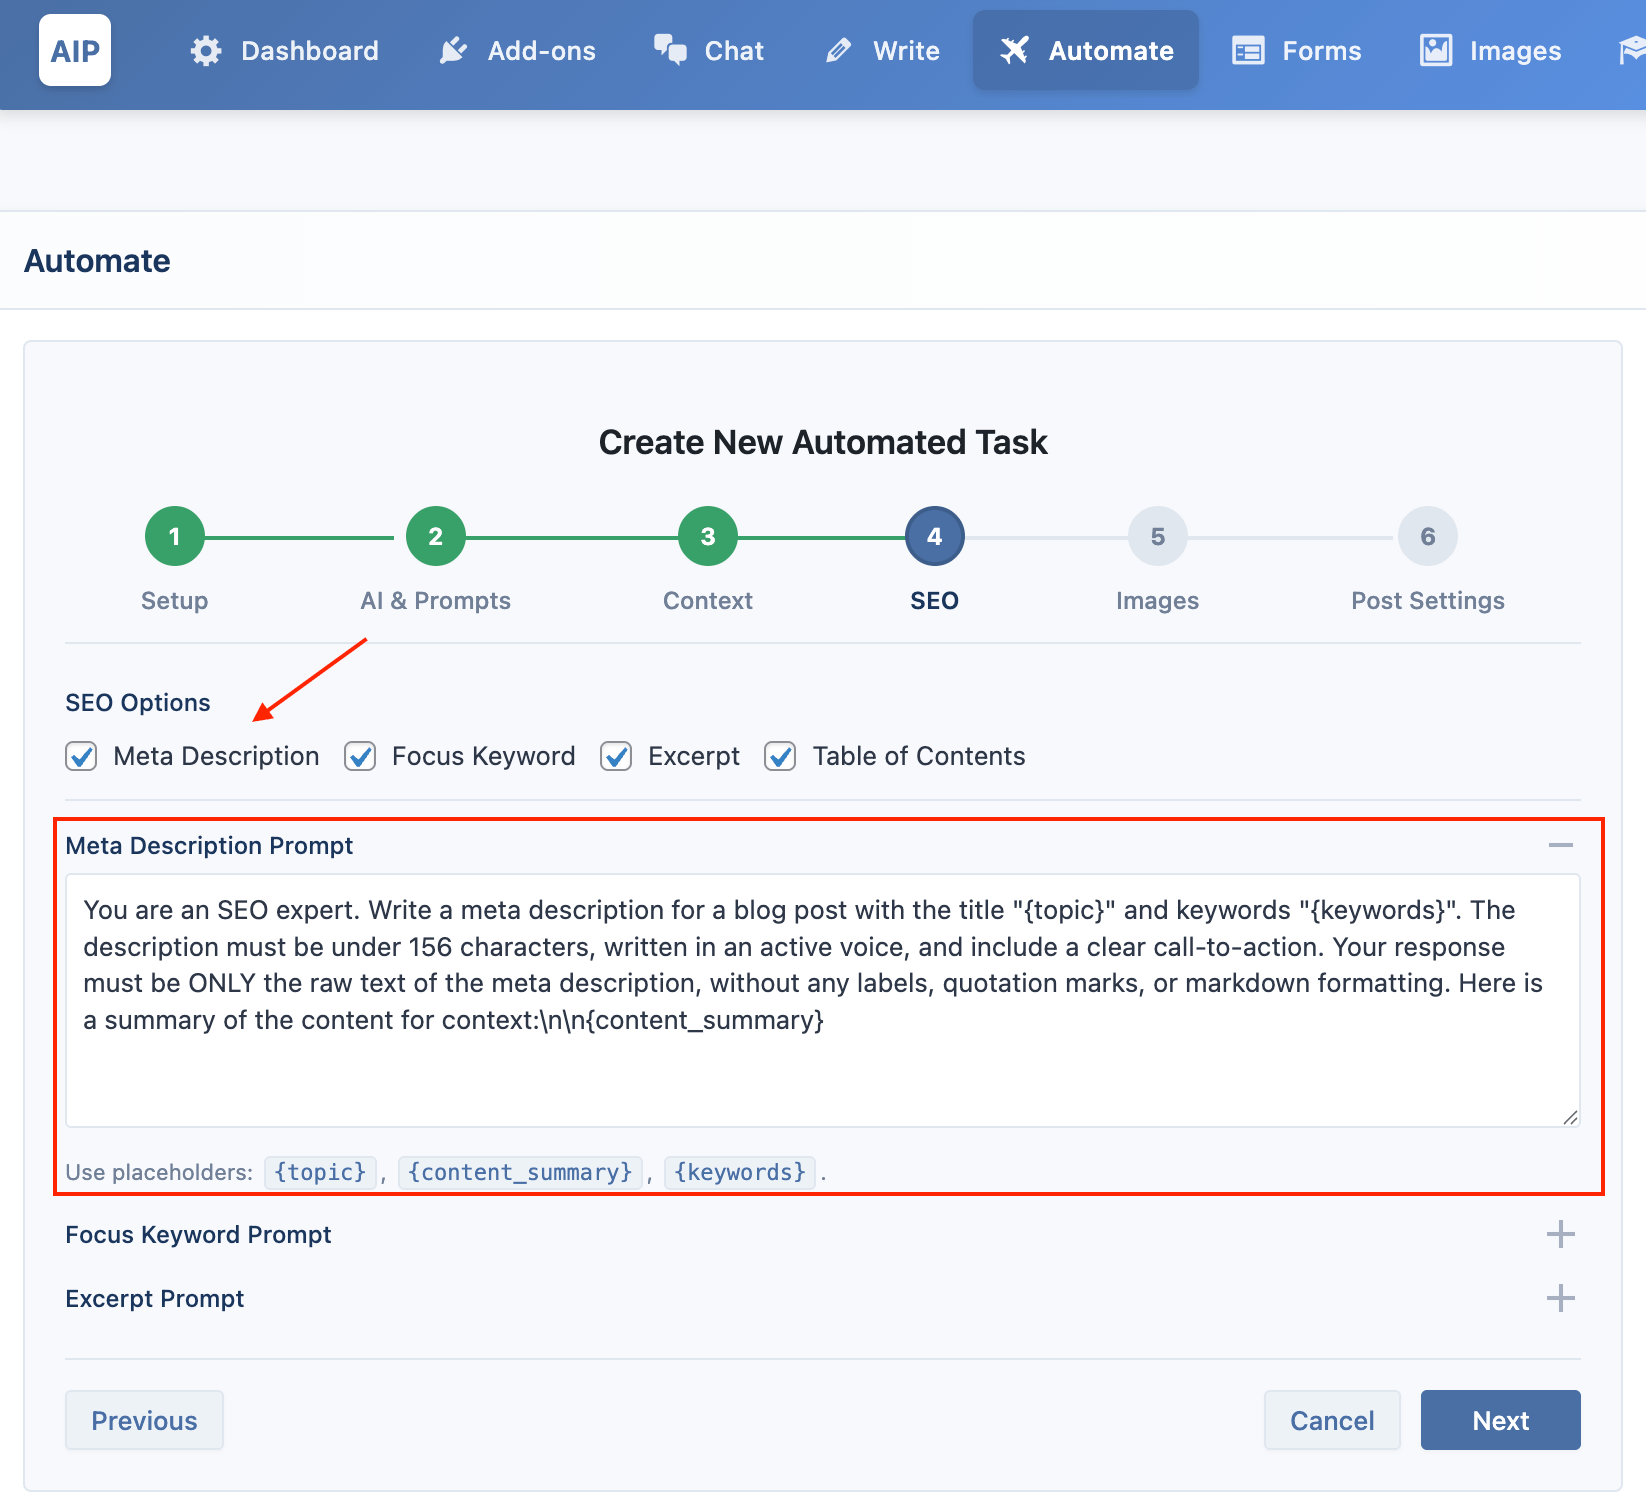 AIP
Dashboard
Add-ons
Chat
Write
Automate
Forms
Images
Automate
Create New Automated Task
1
2
3
4
5
6
Setup
AI & Prompts
Context
SEO
Images
Post Settings
SEO Options
Meta Description
Focus Keyword
Excerpt
Table of Contents
Meta Description Prompt
You are an SEO expert. Write a meta description for a blog post with the title "{topic}" and keywords "{keywords}". The
description must be under 156 characters, written in an active voice, and include a clear call-to-action. Your response
must be ONLY the raw text of the meta description, without any labels, quotation marks, or markdown formatting. Here is
a summary of the content for context:\n\n{content_summary}
Use placeholders: {topic} , {content_summary} , {keywords} .
Focus Keyword Prompt
Excerpt Prompt
Previous
Cancel
Next